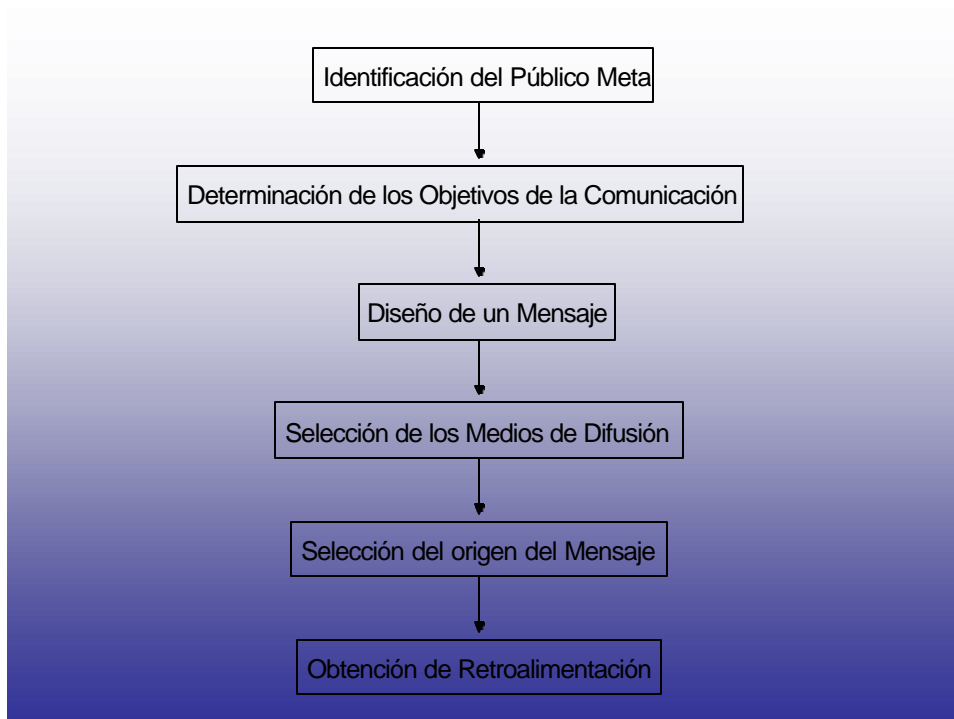 Identificación del Público Meta
Determinación de los Objetivos de la Comunicación
Diseño de un Mensaje
Selección de los Medios de Difusión
Selección del origen del Mensaje
Obtención de Retroalimentación